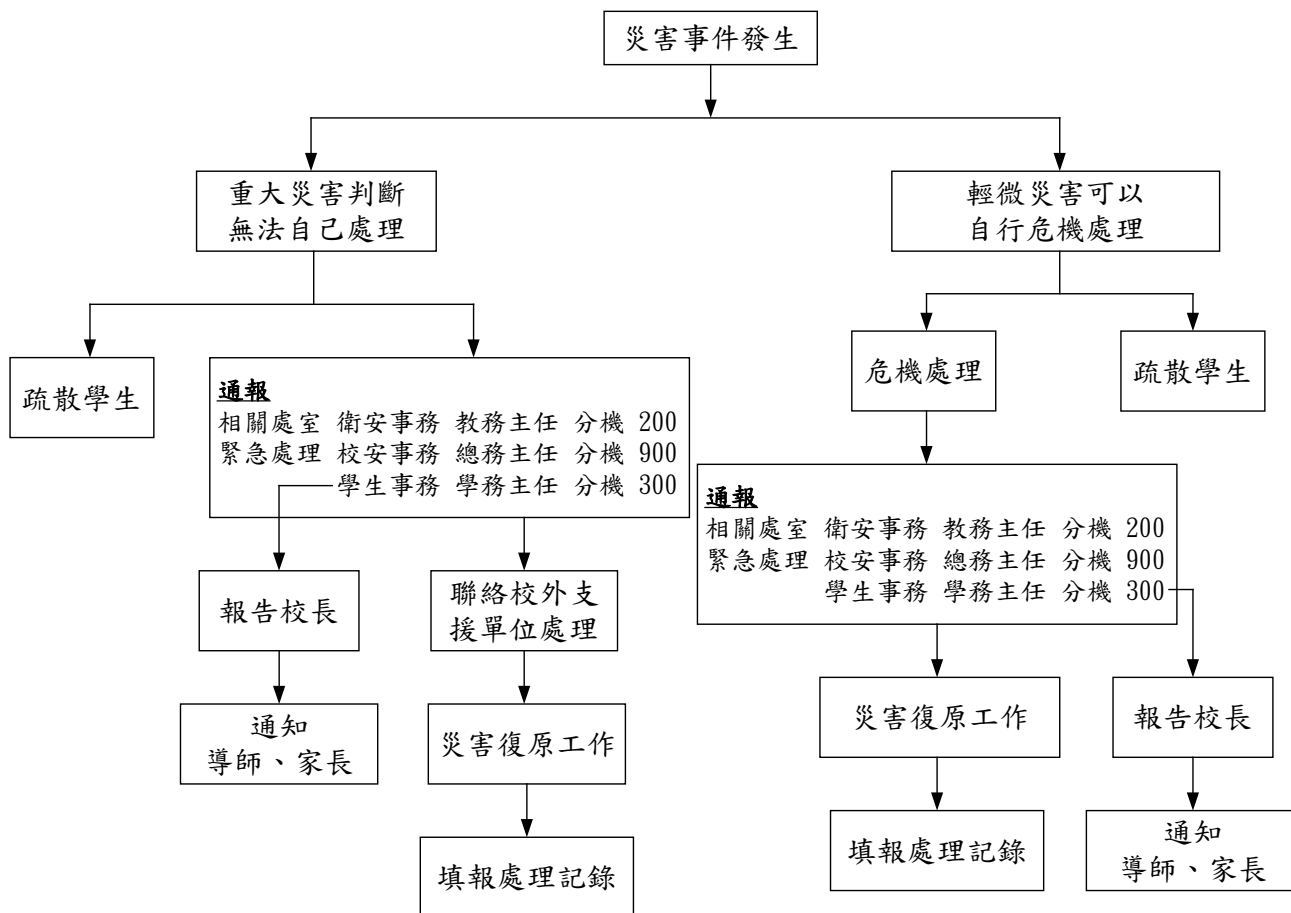 災害事件發生
重大災害判斷
無法自己處理
輕微災害可以
自行危機處理
疏散學生
通報
相關處室 衛安事務 教務主任 分機 200
緊急處理 校安事務 總務主任 分機 900
學生事務 學務主任 分機 300
危機處理
疏散學生
通報
相關處室 衛安事務 教務主任 分機 200
緊急處理 校安事務 總務主任 分機 900
學生事務 學務主任 分機 300
報告校長
聯絡校外支
援單位處理
通知
導師、家長
災害復原工作
填報處理記錄
災害復原工作
報告校長
填報處理記錄
通知
導師、家長